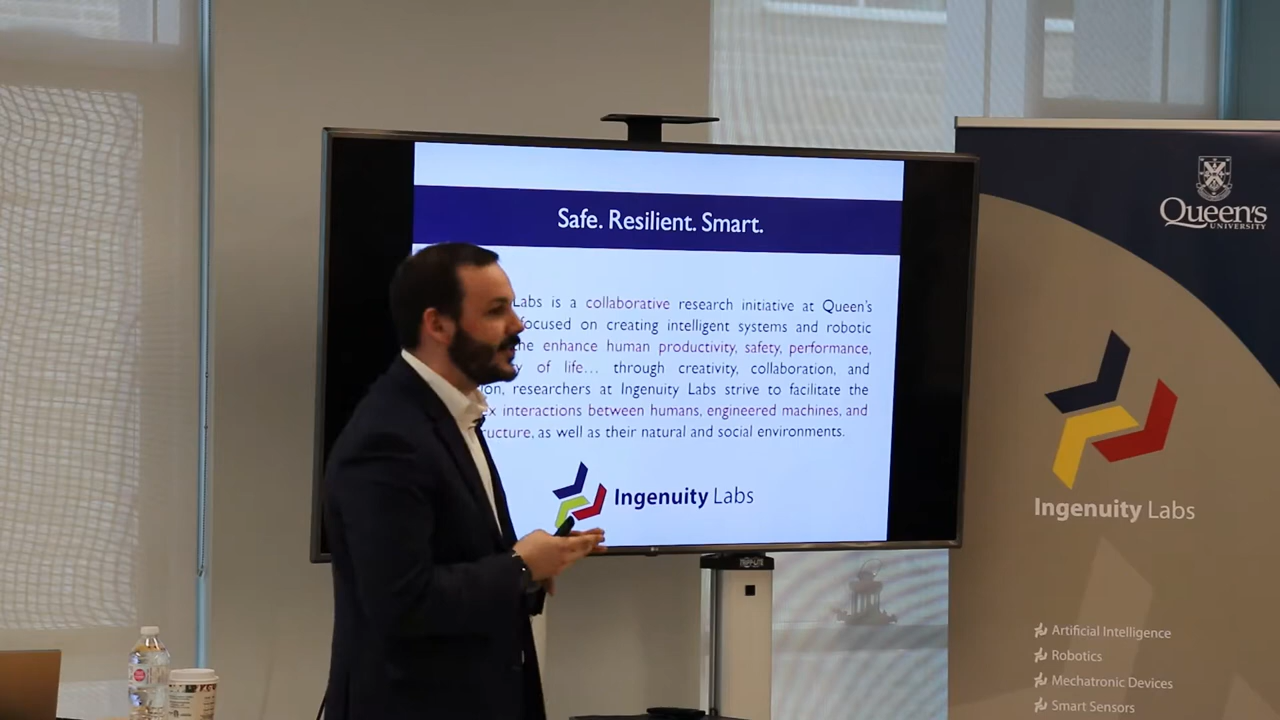 Safe. Resilient. Smart.
Labs is a collaborative research initiative at Queen's
focused on creating intelligent systems and robotic
the enhance human productivity, safety, performance,
of life... through creativity, collaboration, and
researchers at Ingenuity Labs strive to facilitate the
interactions between humans, engineered machines, and
as well as their natural and social environments.
Ingenuity Labs
Queen's
UNIVERSITY
Ingenuity Labs
Artificial Intelligence
Robotics
Mechatronic Devices
Smart Sensors